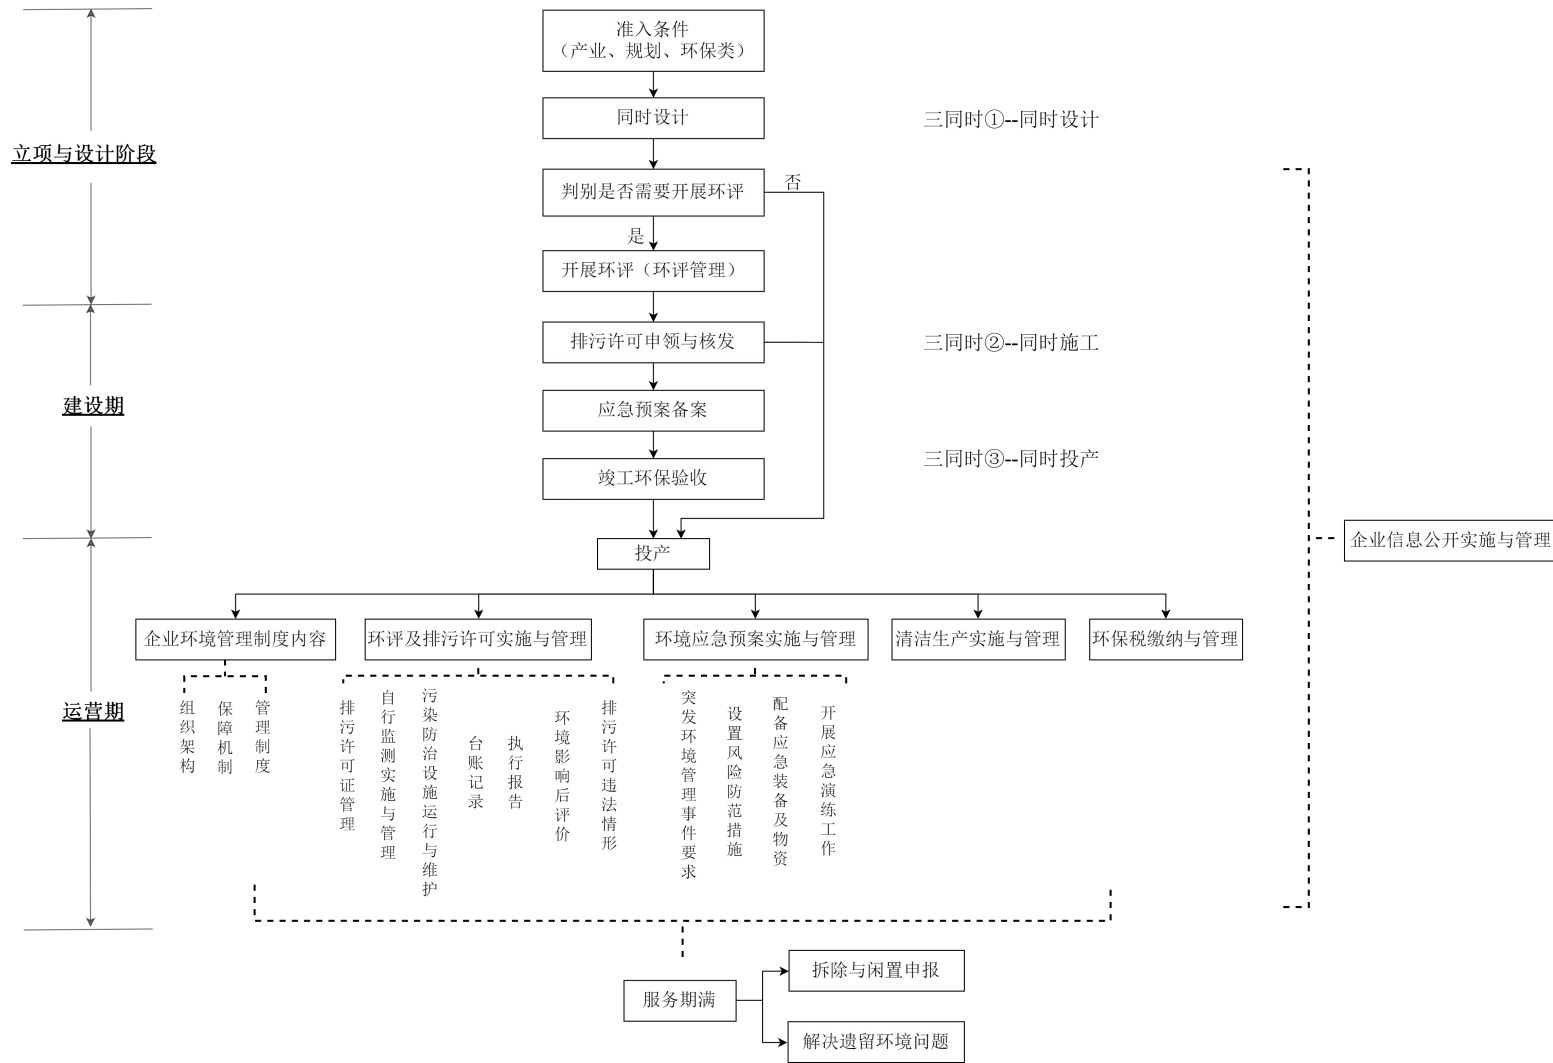 准入条件
（产业、规划、环保类）
同时设计
三同时①--同时设计
立项与设计阶段
判别是否需要开展环评
否
是
开展环评（环评管理）
排污许可申领与核发
三同时②--同时施工
建设期
应急预案备案
三同时③--同时投产
竣工环保验收
企业信息公开实施与管理
投产
企业环境管理制度内容
环评及排污许可实施与管理
环境应急预案实施与管理
清洁生产实施与管理
环保税缴纳与管理
运营期
组织架构
保障机制
管理制度
排污许可证管理
自行监测实施与管理
污染防治设施运行与维护
台账记录
执行报告
环境影响后评价
排污许可违法情形
突发环境管理事件要求
设置风险防范措施
配备应急装备及物资
开展应急演练工作
服务期满
拆除与闲置申报
解决遗留环境问题